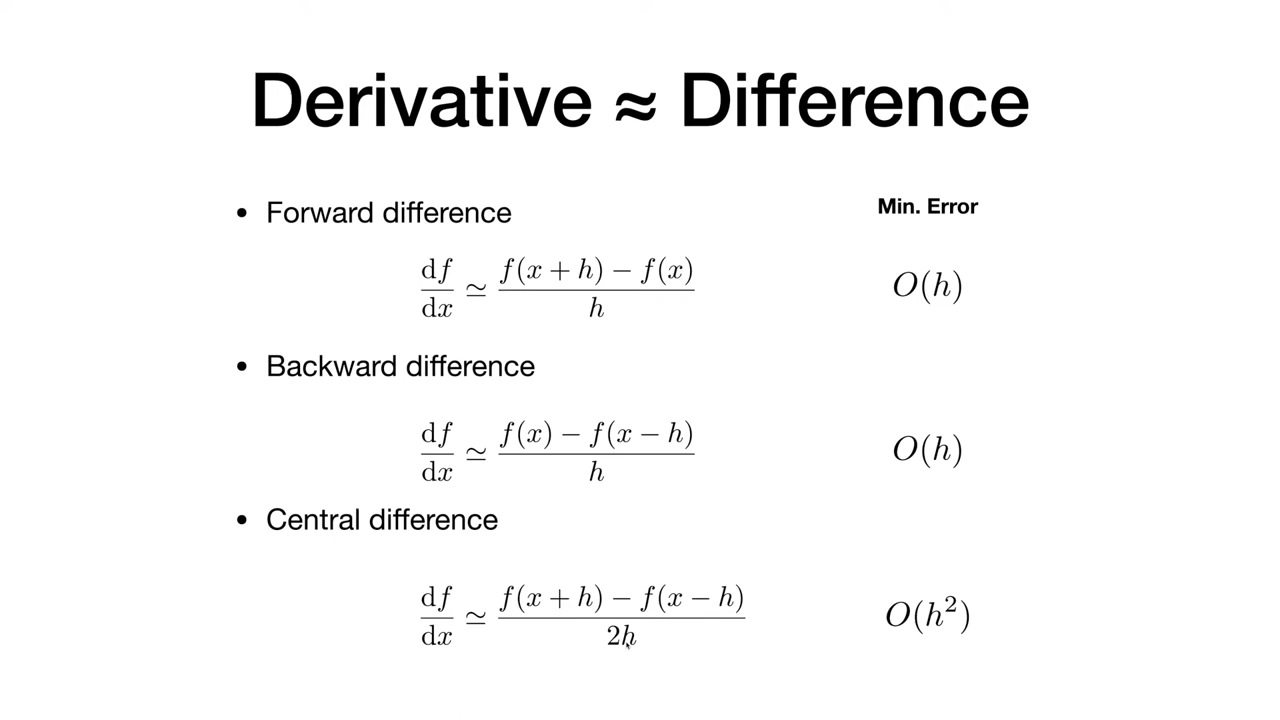 Derivative ≈ Difference
• Forward difference
Min. Error
df/dx ≃ (f(x + h) − f(x))/h
O(h)
• Backward difference
df/dx ≃ (f(x) − f(x − h))/h
O(h)
• Central difference
df/dx ≃ (f(x + h) − f(x − h))/2h
O(h²)